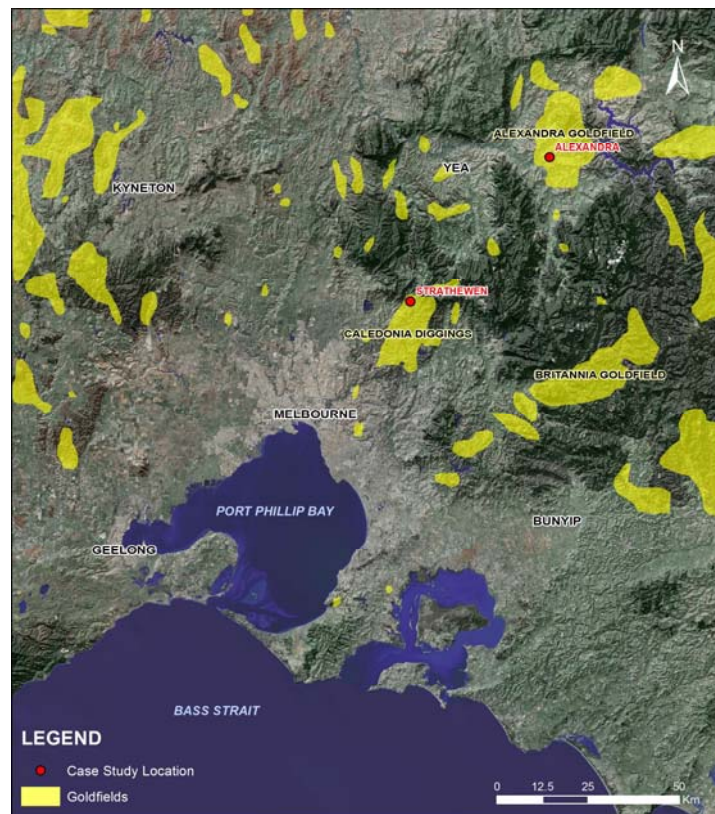 N
ALEXANDRA GOLDFIELD
ALEXANDRA
YEA
KYNETON
STRATHEWEN
CALEDONIA DIGGINGS
BRITANNIA GOLDFIELD
MELBOURNE
PORT PHILLIP BAY
BUNYIP
GEELONG
BASS STRAIT
LEGEND
Case Study Location
Goldfields
0 12.5 25 50
Km